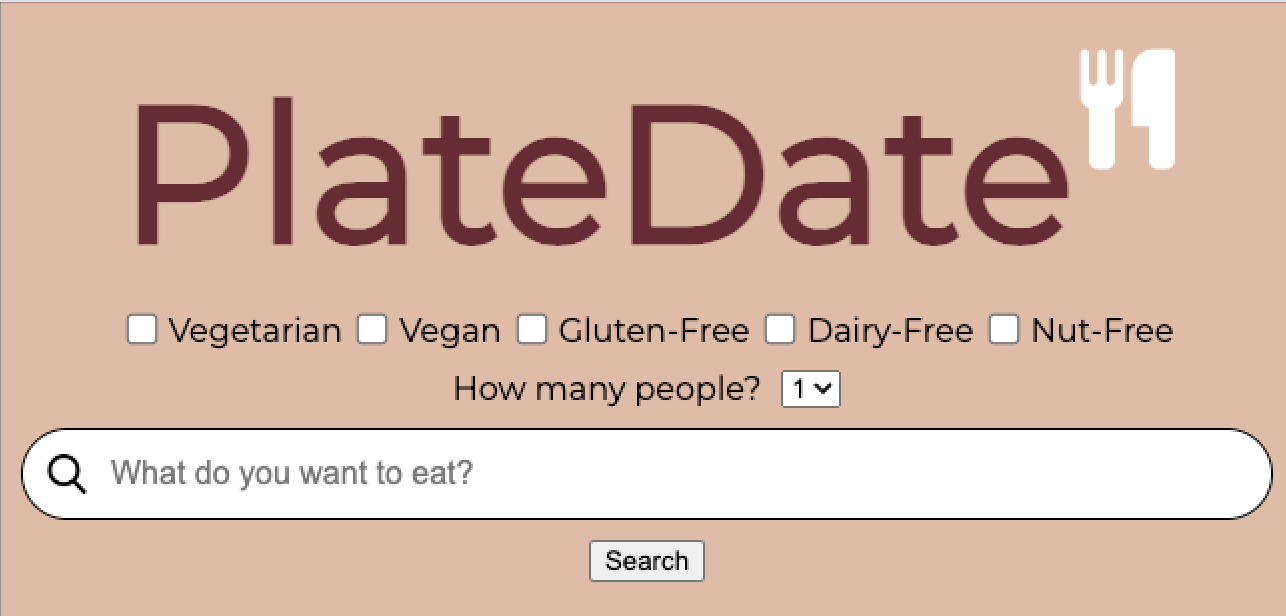 PlateDate
Vegetarian Vegan Gluten-Free Dairy-Free Nut-Free
How many people? 1
What do you want to eat?
Search